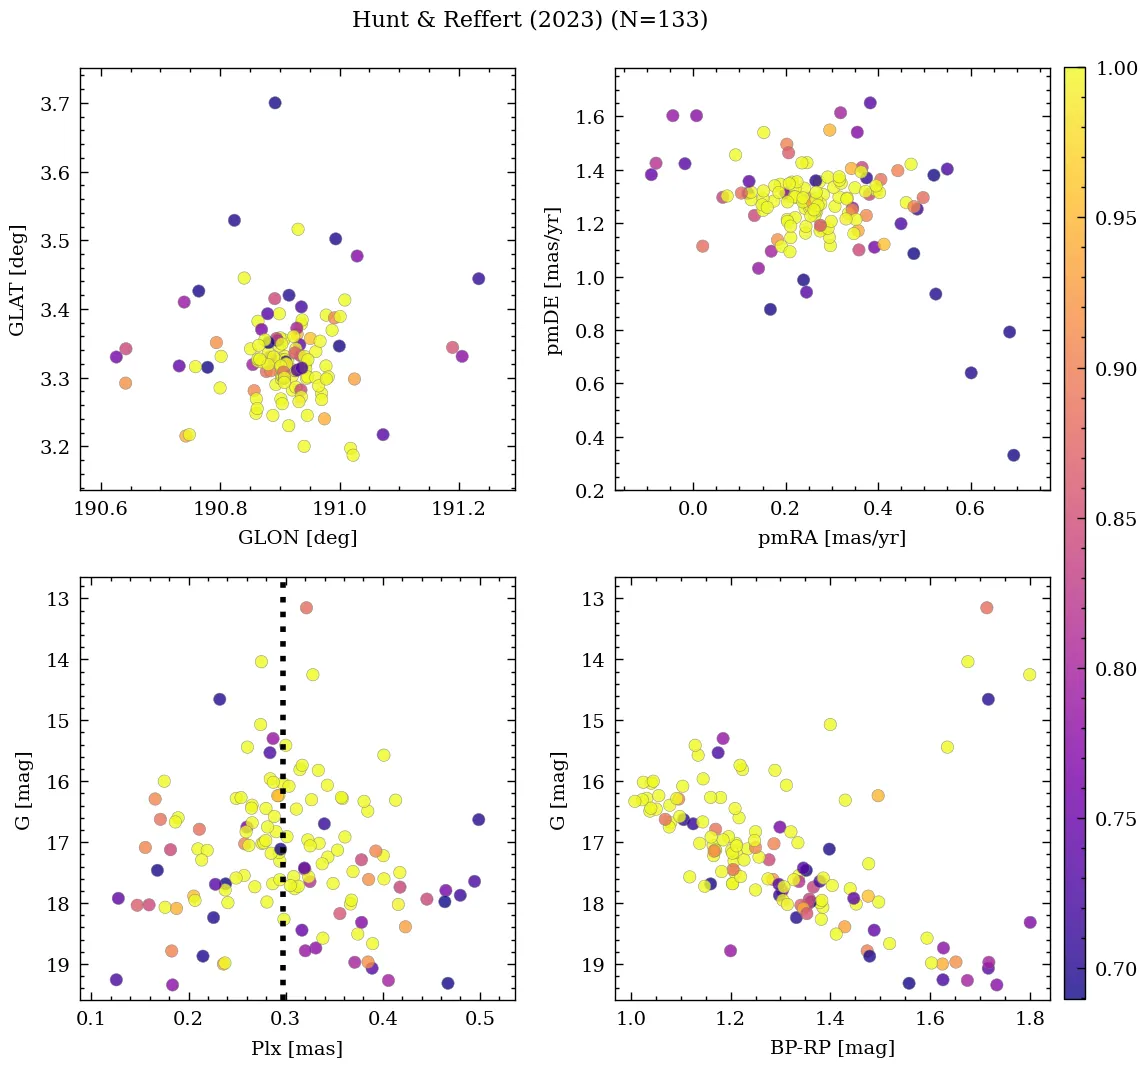 Hunt & Reffert (2023) (N=133)
3.7
3.6
3.5
3.4
3.3
3.2
GLAT [deg]
190.6 190.8 191.0 191.2
GLON [deg]
1.6
1.4
1.2
1.0
0.8
0.6
0.4
0.2
pmDE [mas/yr]
0.0 0.2 0.4 0.6
pmRA [mas/yr]
13
14
15
16
17
18
19
G [mag]
0.1 0.2 0.3 0.4 0.5
Plx [mas]
13
14
15
16
17
18
19
G [mag]
1.0 1.2 1.4 1.6 1.8
BP-RP [mag]
1.00
0.95
0.90
0.85
0.80
0.75
0.70